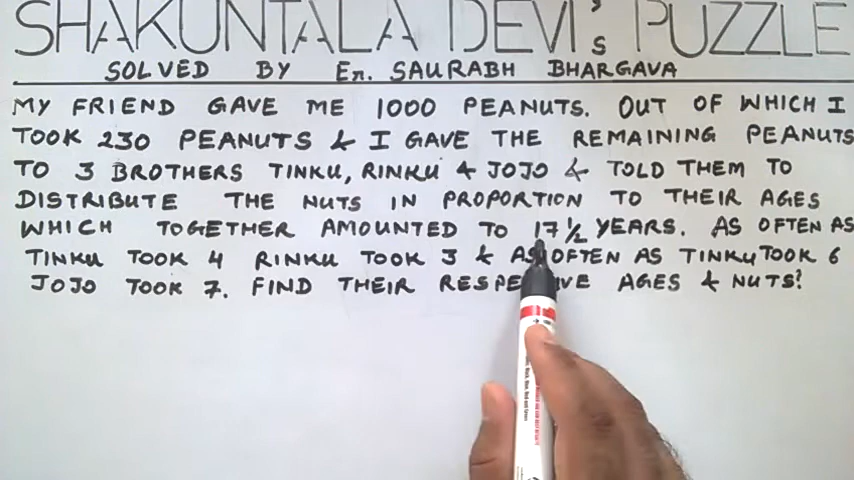 SHAKUNTALA DEVI's PUZZLE
SOLVED BY En. SAURABH BHARGAVA
MY FRIEND GAVE ME 1000 PEANUTS. OUT OF WHICH I
TOOK 230 PEANUTS & I GAVE THE REMAINING PEANUTS
TO 3 BROTHERS TINKU, RINKU & JOJO & TOLD THEM TO
DISTRIBUTE THE NUTS IN PROPORTION TO THEIR AGES
WHICH TOGETHER AMOUNTED TO 17 1/2 YEARS. AS OFTEN AS
TINKU TOOK 4 RINKU TOOK 3 & AS OFTEN AS TINKU TOOK 6
JOJO TOOK 7. FIND THEIR AGES & NUTS?